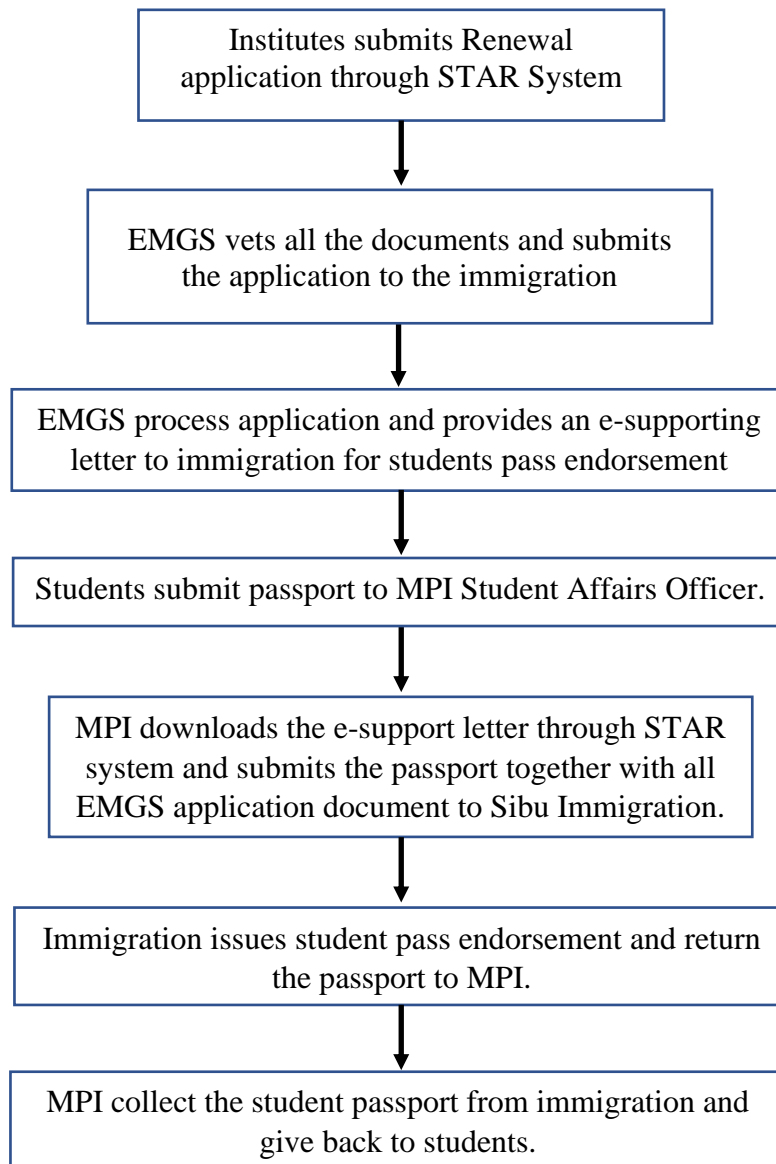 Institutes submits Renewal
application through STAR System
EMGS vets all the documents and submits
the application to the immigration
EMGS process application and provides an e-supporting
letter to immigration for students pass endorsement
Students submit passport to MPI Student Affairs Officer.
MPI downloads the e-support letter through STAR
system and submits the passport together with all
EMGS application document to Sibu Immigration.
Immigration issues student pass endorsement and return
the passport to MPI.
MPI collect the student passport from immigration and
give back to students.